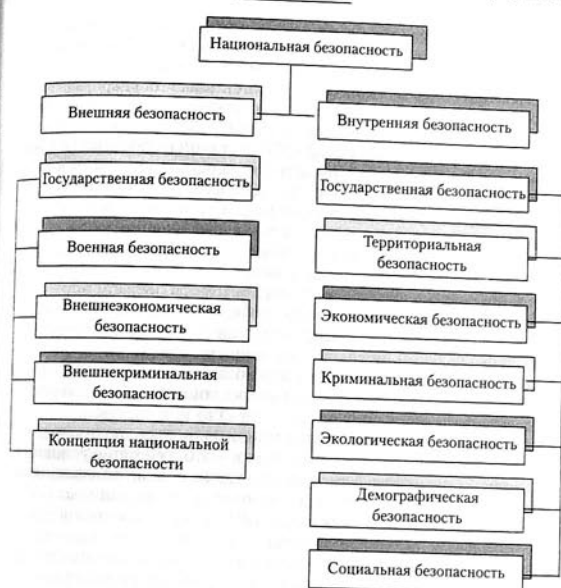 Национальная безопасность
Внешняя безопасность
Внутренняя безопасность
Государственная безопасность
Военная безопасность
Внешнеэкономическая
безопасность
Внешнекриминальная
безопасность
Концепция национальной
безопасности
Государственная безопасность
Территориальная
безопасность
Экономическая безопасность
Криминальная безопасность
Экологическая безопасность
Демографическая
безопасность
Социальная безопасность